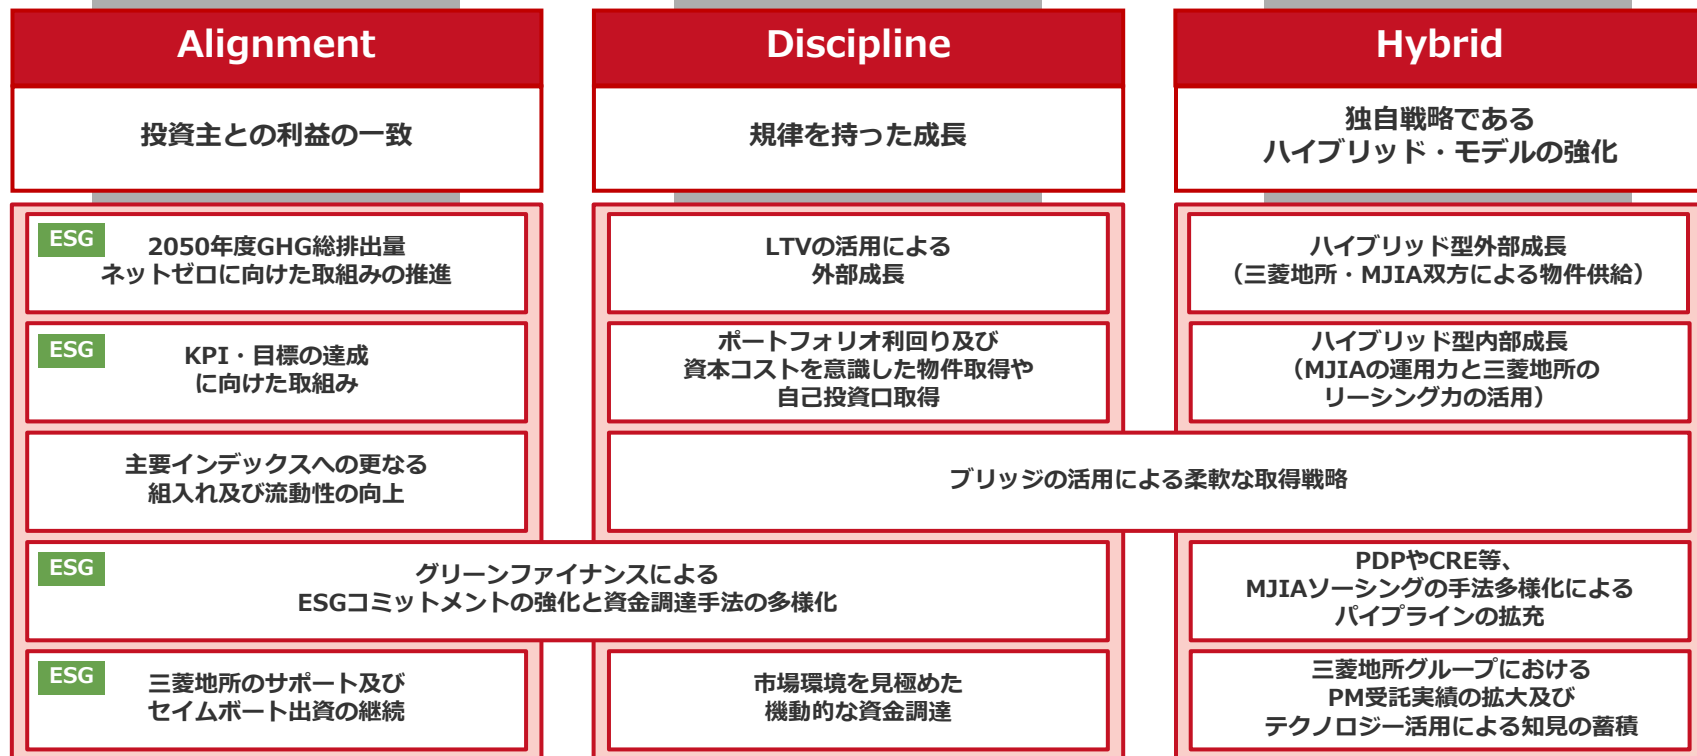 Alignment
投資主との利益の一致
ESG
2050年度GHG総排出量
ネットゼロに向けた取組みの推進
ESG
KPI・目標の達成
に向けた取組み
主要インデックスへの更なる
組入れ及び流動性の向上
ESG
グリーンファイナンスによる
ESGコミットメントの強化と資金調達手法の多様化
ESG
三菱地所のサポート及び
セイムボート出資の継続
Discipline
規律を持った成長
LTVの活用による
外部成長
ポートフォリオ利回り及び
資本コストを意識した物件取得や
自己投資口取得
ブリッジの活用による柔軟な取得戦略
市場環境を見極めた
機動的な資金調達
Hybrid
独自戦略である
ハイブリッド・モデルの強化
ハイブリッド型外部成長
（三菱地所・MJIA双方による物件供給）
ハイブリッド型内部成長
（MJIAの運用力と三菱地所の
リーシング力の活用）
PDPやCRE等、
MJIAソーシングの手法多様化による
パイプラインの拡充
三菱地所グループにおける
PM受託実績の拡大及び
テクノロジー活用による知見の蓄積